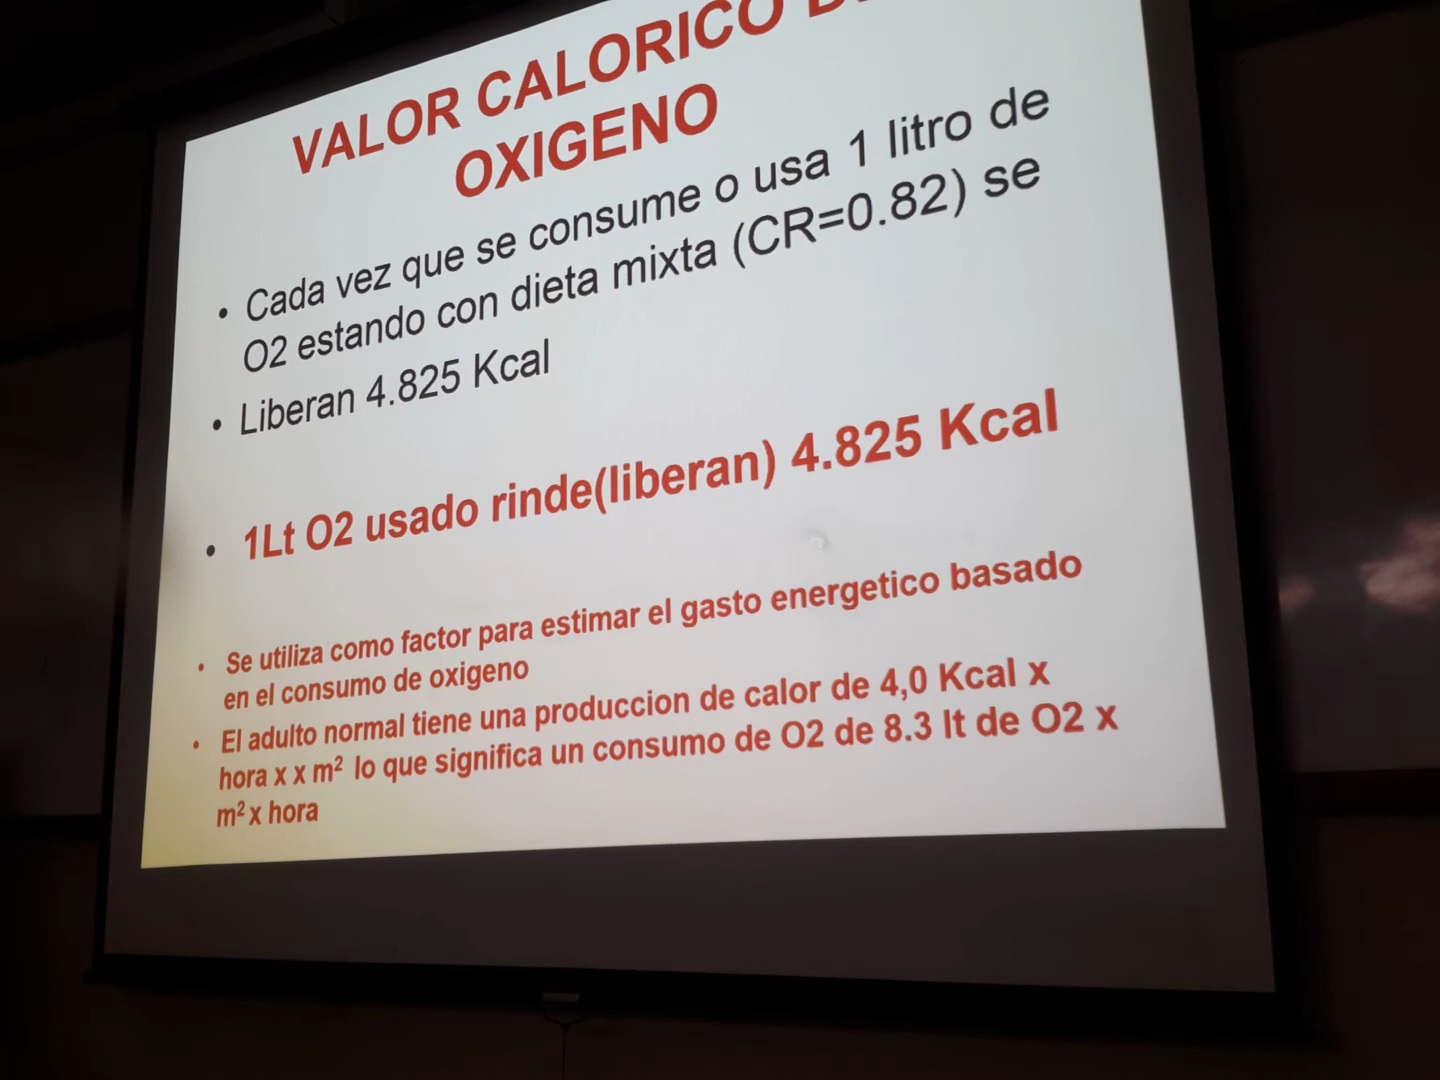 VALOR CALORICO
OXIGENO
• Cada vez que se consume o usa 1 litro de
O2 estando con dieta mixta (CR=0.82) se
• Liberan 4.825 Kcal
• 1Lt O2 usado rinde(liberan) 4.825 Kcal
• Se utiliza como factor para estimar el gasto energetico basado
en el consumo de oxigeno
• El adulto normal tiene una produccion de calor de 4,0 Kcal x
hora x x m² lo que significa un consumo de O2 de 8.3 lt de O2 x
m² x hora